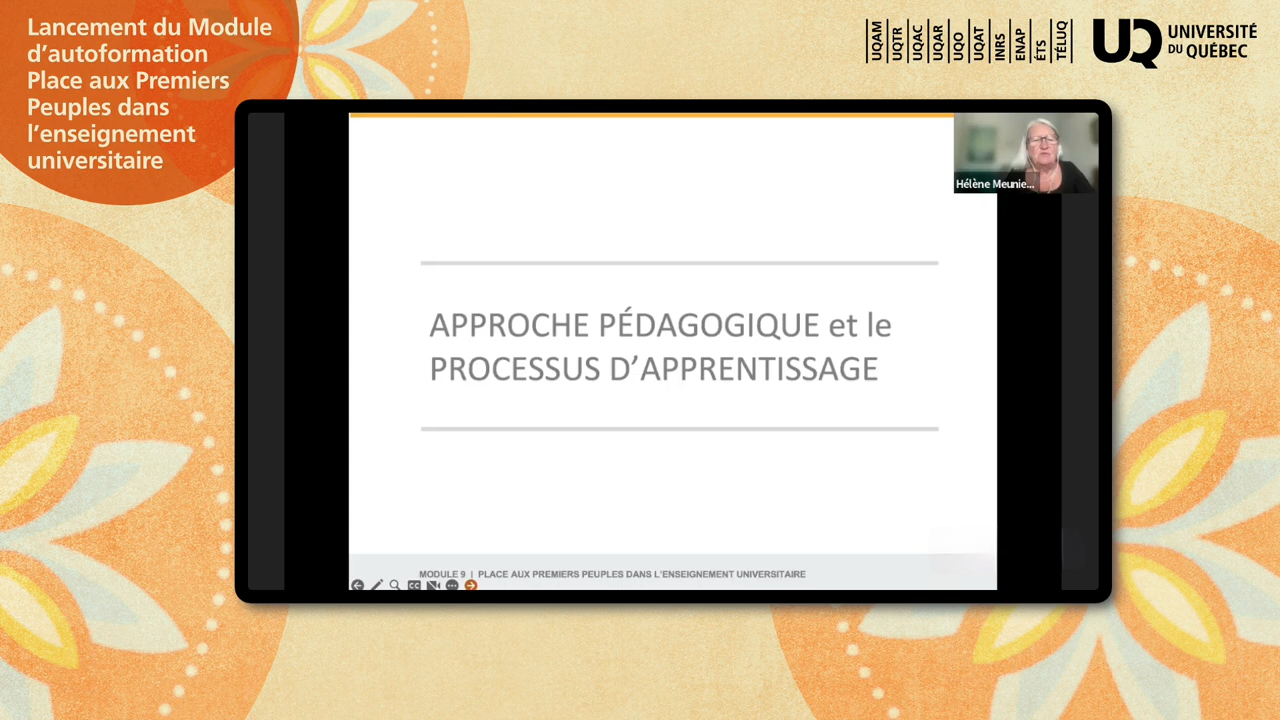 Lancement du Module
d’autoformation
Place aux Premiers
Peuples dans
l’enseignement
universitaire
UQAM
UQTR
UQAC
UQAR
UQO
UQAT
INRS
ENAP
ÉTS
TÉLUQ
UQ
UNIVERSITÉ
DU QUÉBEC
Hélène Meunie...
APPROCHE PÉDAGOGIQUE et le
PROCESSUS D’APPRENTISSAGE
MODULE 9 | PLACE AUX PREMIERS PEUPLES DANS L’ENSEIGNEMENT UNIVERSITAIRE
CC